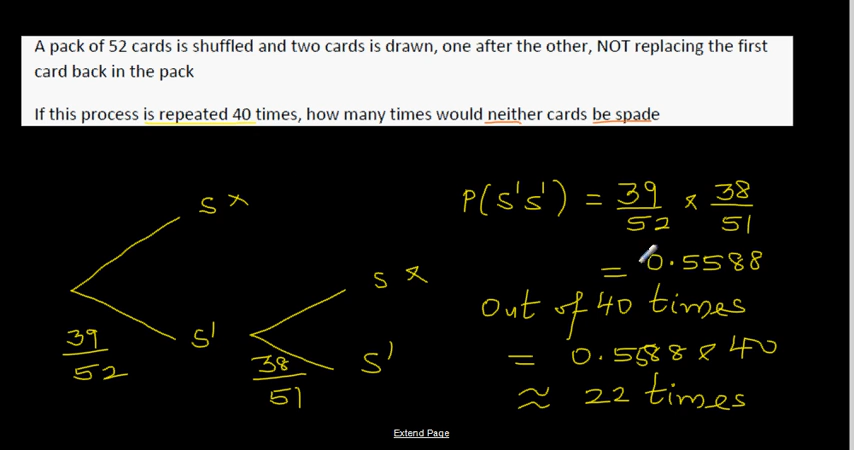 A pack of 52 cards is shuffled and two cards is drawn, one after the other, NOT replacing the first
card back in the pack
If this process is repeated 40 times, how many times would neither cards be spade
S ×
S'
39/52
S ×
S'
38/51
P(S'S') = 39/52 × 38/51
= 0.5588
out of 40 times
= 0.5588 × 40
≈ 22 times
Extend Page